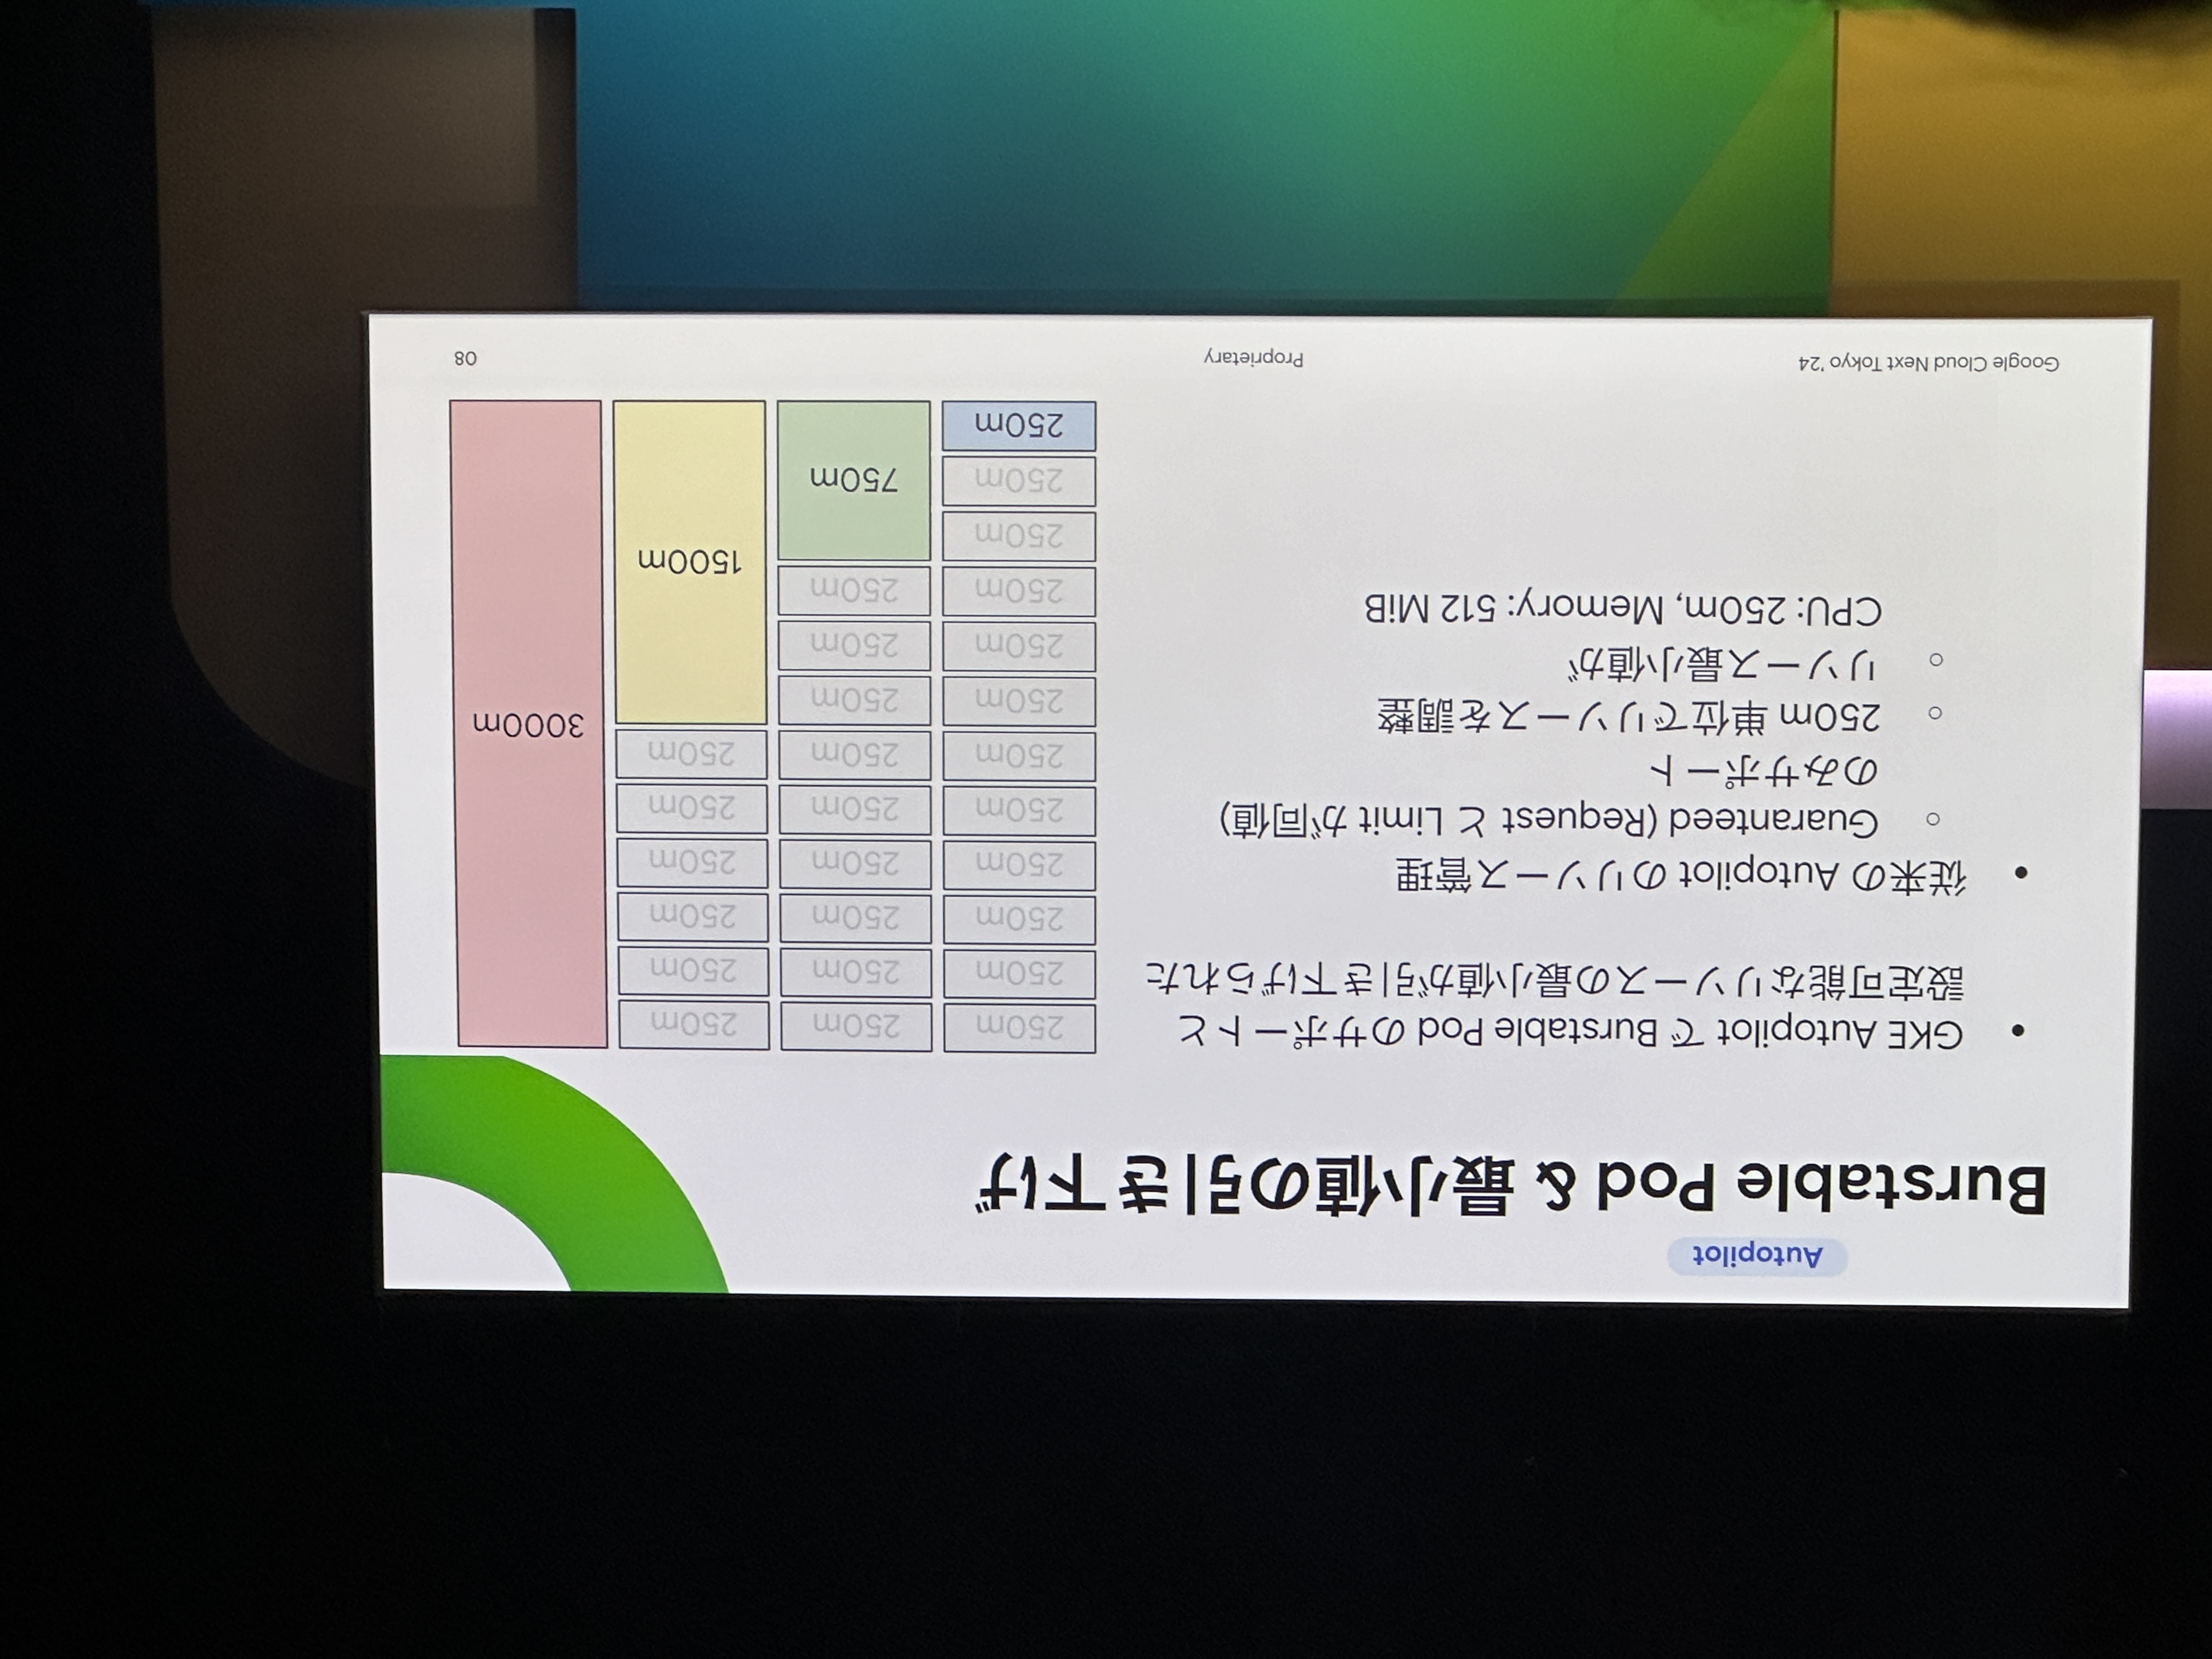 Autopilot
Burstable Pod & 最小値の引き下げ
• GKE Autopilot で Burstable Pod のサポートと
設定可能なリソースの最小値が引き下げられた
• 従来の Autopilot のリソース管理
○ Guaranteed (Request と Limit が同値)
のみサポート
○ 250m 単位でリソースを調整
○ リソース最小値が
CPU: 250m, Memory: 512 MiB
250m 250m 250m
250m 250m 250m
250m 250m 250m
250m 250m 250m
250m 250m 250m
250m 250m 250m
3000m
250m 250m
250m 250m
250m 250m
1500m
250m
250m 750m
250m
Google Cloud Next Tokyo '24 Proprietary 08